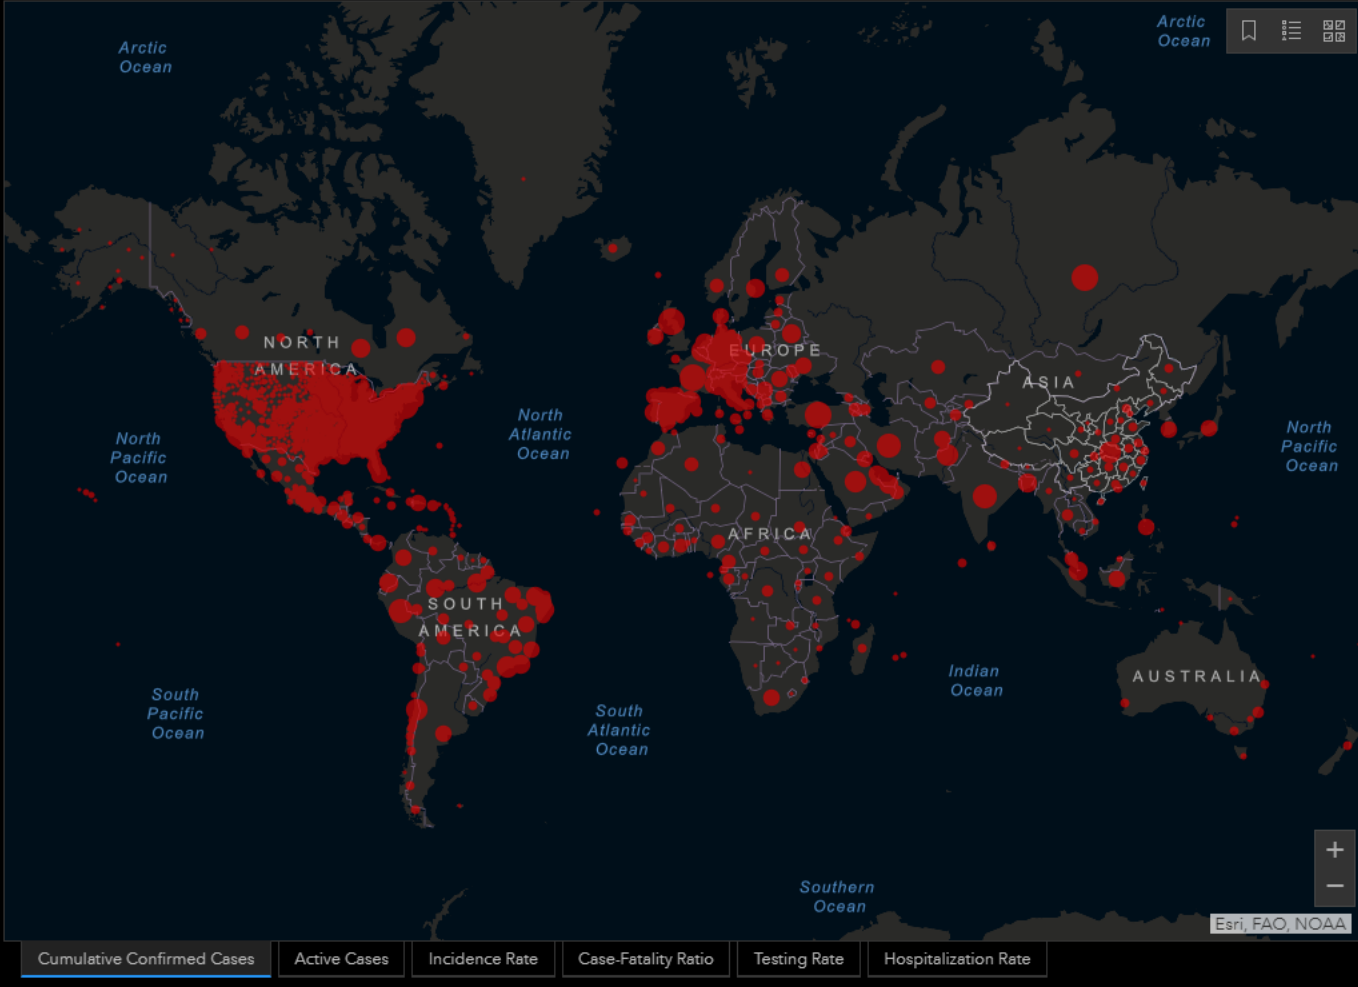 Arctic
Ocean
Arctic
Ocean
NORTH
AMERICA
EUROPE
ASIA
North
Pacific
Ocean
North
Atlantic
Ocean
North
Pacific
Ocean
AFRICA
SOUTH
AMERICA
Indian
Ocean
AUSTRALIA
South
Pacific
Ocean
South
Atlantic
Ocean
Southern
Ocean
+
−
Esri, FAO, NOAA
Cumulative Confirmed Cases
Active Cases
Incidence Rate
Case-Fatality Ratio
Testing Rate
Hospitalization Rate